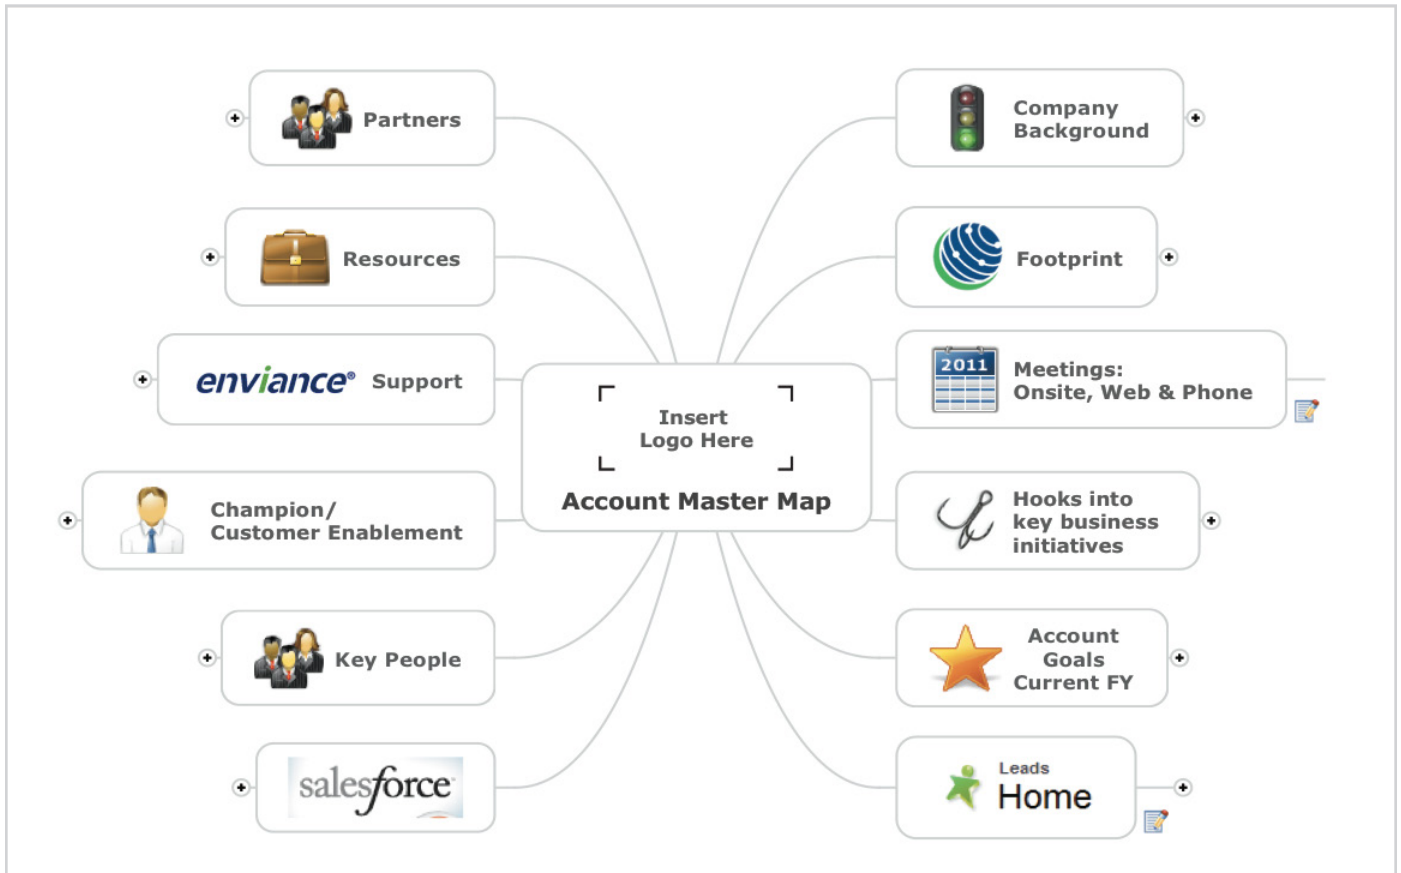 Partners
Resources
enviance® Support
Champion/
Customer Enablement
Key People
salesforce
Insert
Logo Here
Account Master Map
Company
Background
Footprint
2011
Meetings:
Onsite, Web & Phone
Hooks into
key business
initiatives
Account
Goals
Current FY
Leads
Home